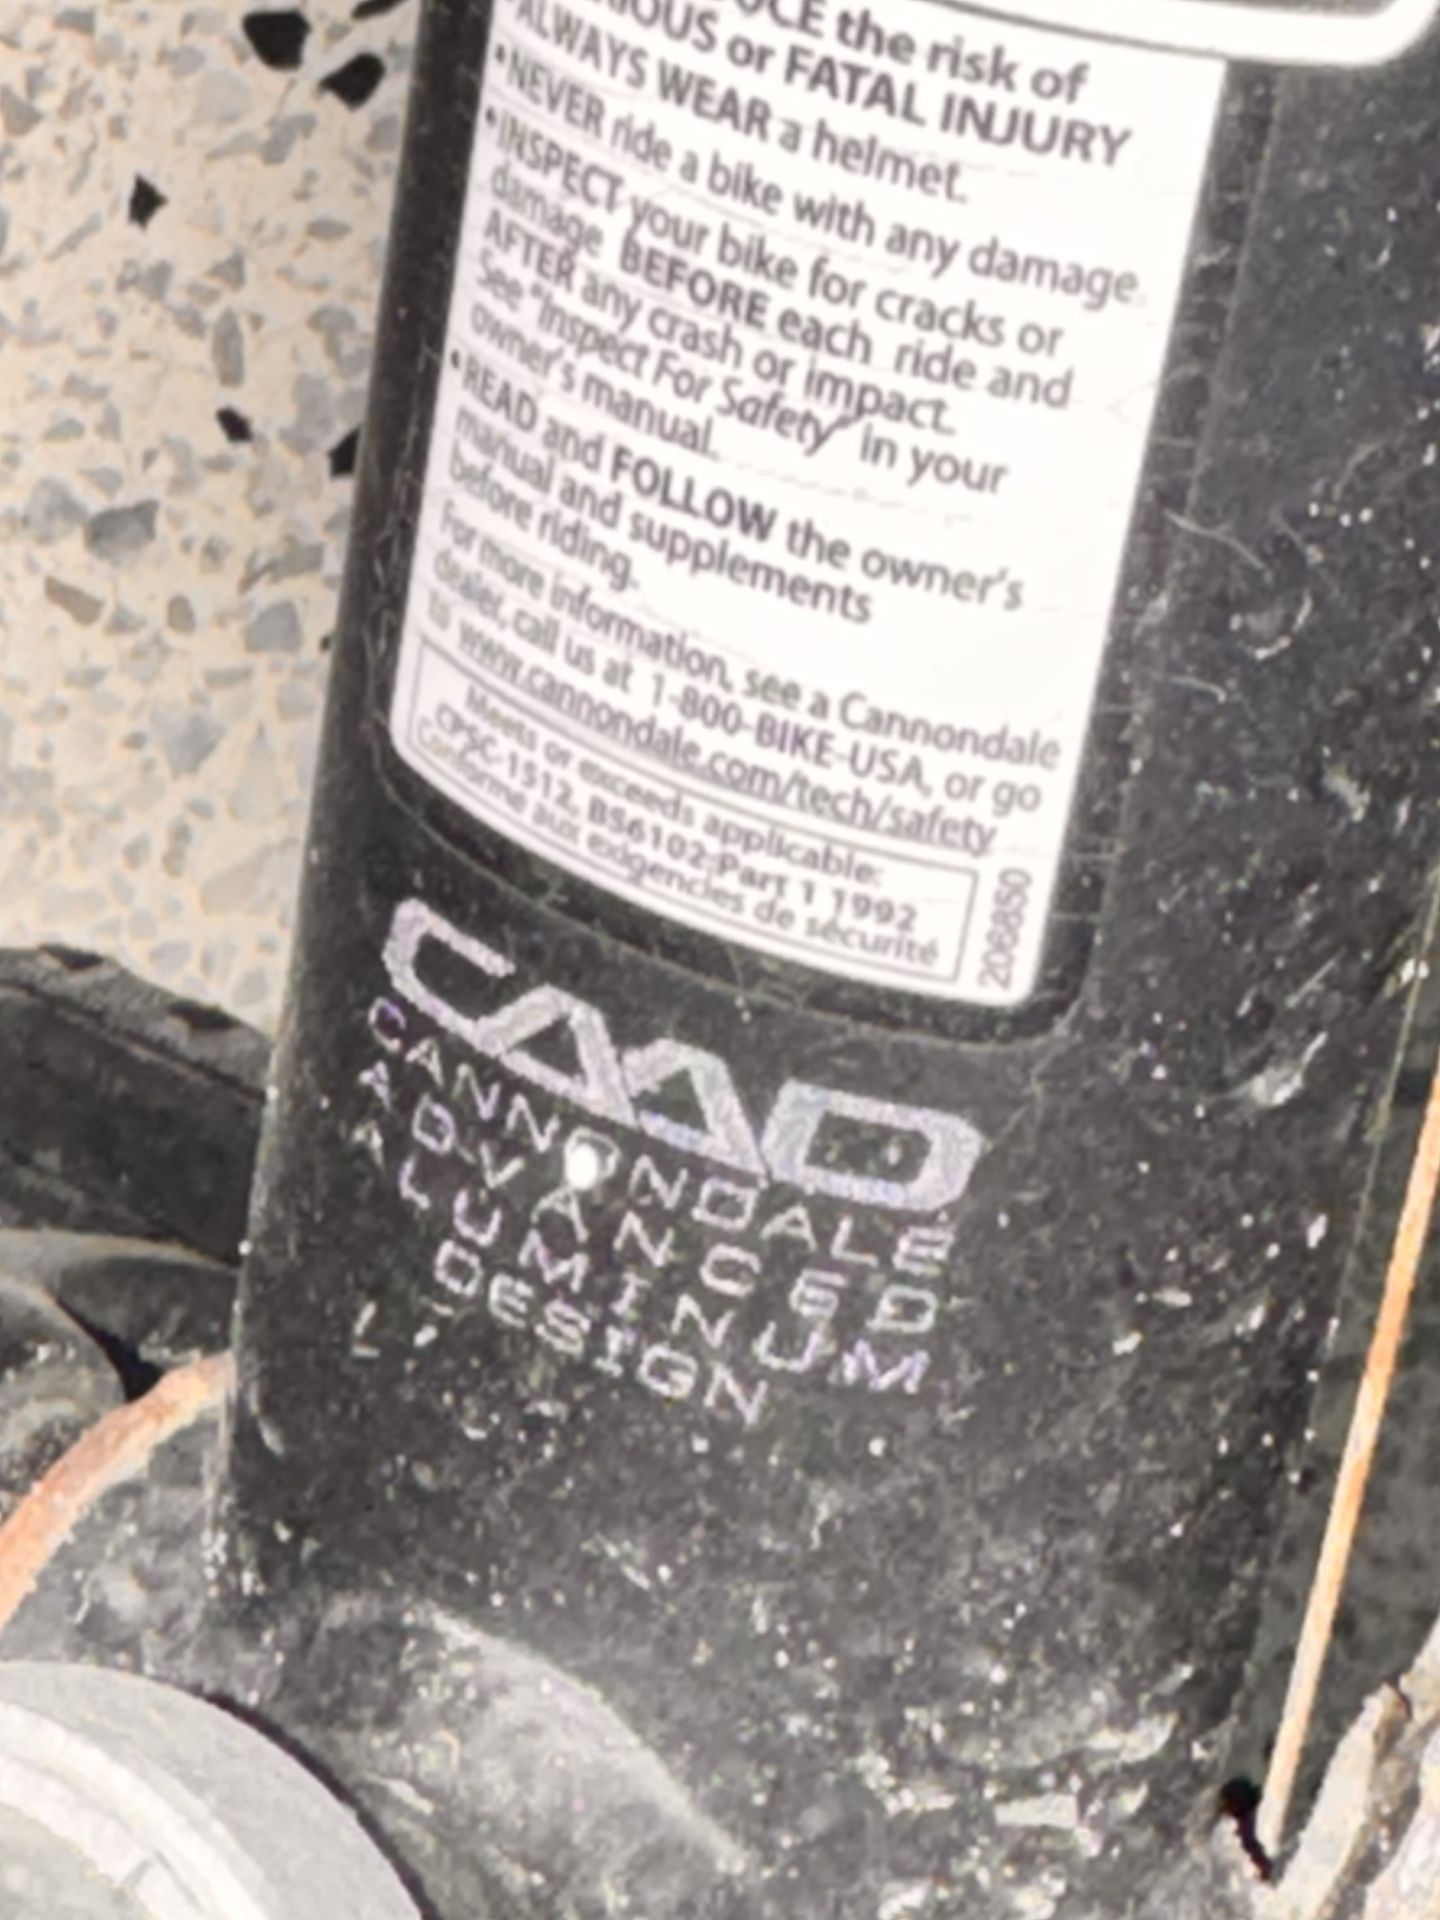 the risk of
or FATAL INJURY
ALWAYS WEAR a helmet.
•NEVER ride a bike with any damage.
•INSPECT your bike for cracks or
damage BEFORE each ride and
AFTER any crash or impact.
See "Inspect For Safety" in your
owner's manual.
•READ and FOLLOW the owner's
manual and supplements
before riding.
For more information, see a Cannondale
dealer, call us at 1-800-BIKE-USA, or go
to www.cannondale.com/tech/safety
Meets or exceeds applicable:
CPSC-1512, BS6102:Part 1 1992
Conforme aux exigencies de sécurité
206850
CAAD
CANNONDALE
ADVANCED
ALUMINUM
DESIGN